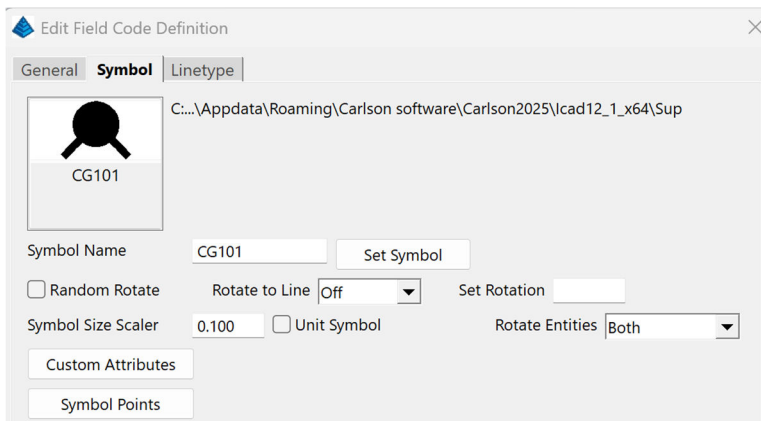 Edit Field Code Definition
General Symbol Linetype
C:...\Appdata\Roaming\Carlson software\Carlson2025\Icad12_1_x64\Sup
CG101
Symbol Name CG101 Set Symbol
Random Rotate Rotate to Line Off Set Rotation
Symbol Size Scaler 0.100 Unit Symbol Rotate Entities Both
Custom Attributes
Symbol Points